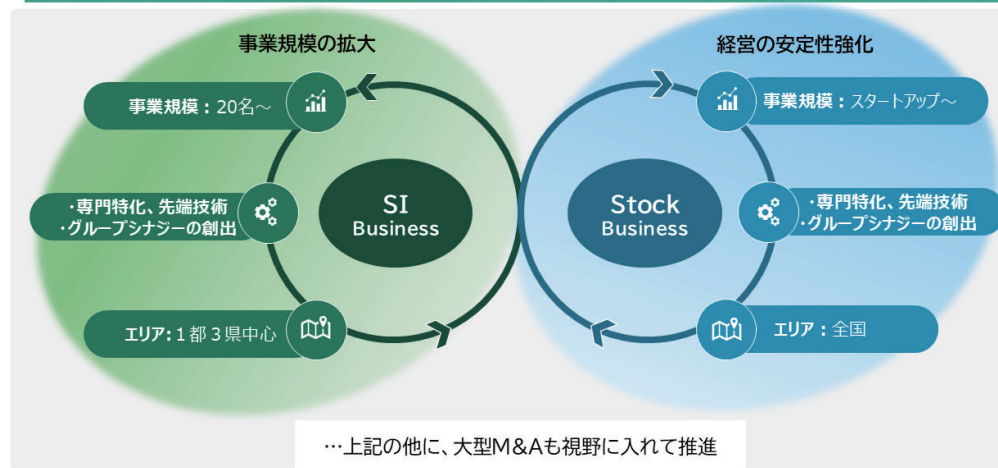 事業規模の拡大
事業規模：20名～
・専門特化、先端技術
・グループシナジーの創出
エリア：１都３県中心
SI
Business
経営の安定性強化
事業規模：スタートアップ～
・専門特化、先端技術
・グループシナジーの創出
エリア：全国
Stock
Business
…上記の他に、大型M&Aも視野に入れて推進